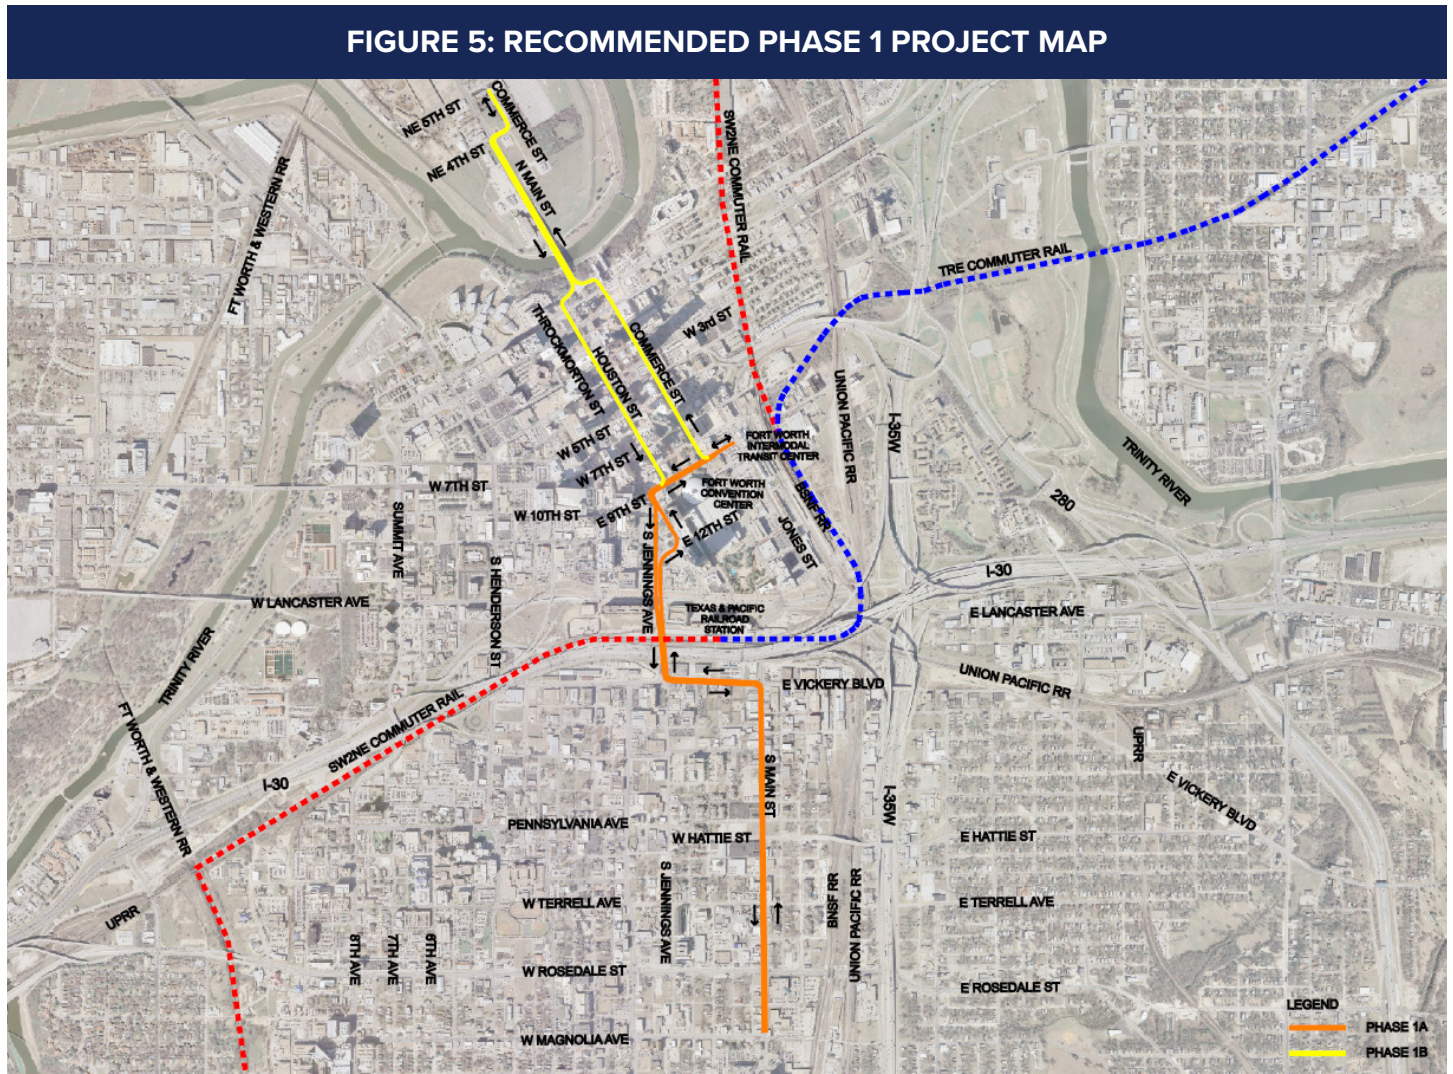 FIGURE 5: RECOMMENDED PHASE 1 PROJECT MAP
COMMERCE ST
NE 5TH ST
NE 4TH ST
N MAIN ST
SW2NE COMMUTER RAIL
FT WORTH & WESTERN RR
TRE COMMUTER RAIL
W 3rd ST
THROCKMORTON ST
HOUSTON ST
COMMERCE ST
UNION PACIFIC RR
I-35W
W 5TH ST
W 7TH ST
FORT WORTH
INTERMODAL
TRANSIT CENTER
TRINITY RIVER
W 7TH ST
FORT WORTH
CONVENTION
CENTER
BSNF RR
280
SUMMIT AVE
W 10TH ST
E 9TH ST
E 12TH ST
JONES ST
S HENDERSON ST
S JENNINGS AVE
I-30
W LANCASTER AVE
TEXAS & PACIFIC
RAILROAD
STATION
E LANCASTER AVE
TRINITY RIVER
E VICKERY BLVD
UNION PACIFIC RR
FT WORTH & WESTERN RR
SW2NE COMMUTER RAIL
I-30
S MAIN ST
I-35W
UPRR
E VICKERY BLVD
PENNSYLVANIA AVE
W HATTIE ST
E HATTIE ST
S JENNINGS AVE
BNSF RR
UNION PACIFIC RR
UPRR
W TERRELL AVE
E TERRELL AVE
8TH AVE
7TH AVE
6TH AVE
W ROSEDALE ST
E ROSEDALE ST
W MAGNOLIA AVE
LEGEND
PHASE 1A
PHASE 1B